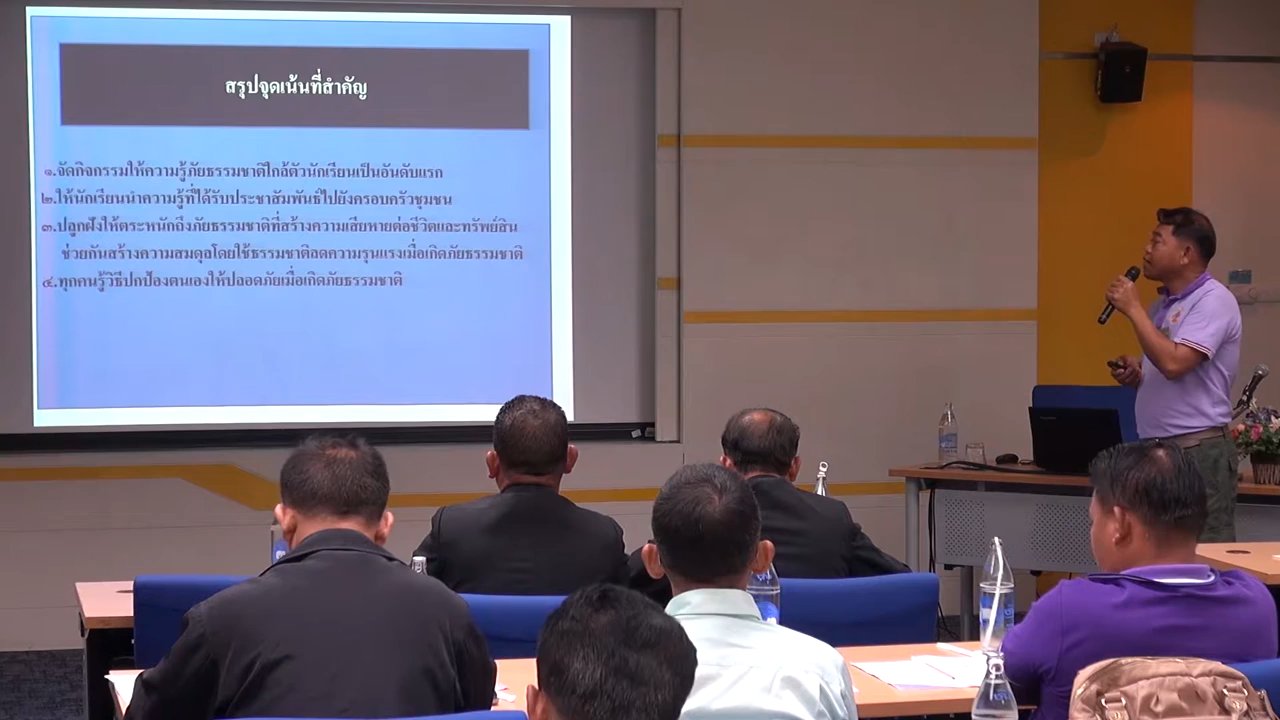 สรุปจุดเน้นที่สำคัญ
๑.จัดกิจกรรมให้ความรู้ภัยธรรมชาติใกล้ตัวนักเรียนเป็นอันดับแรก
๒.ให้นักเรียนนำความรู้ที่ได้รับประชาสัมพันธ์ไปยังครอบครัวชุมชน
๓.ปลูกฝังให้ตระหนักถึงภัยธรรมชาติที่สร้างความเสียหายต่อชีวิตและทรัพย์สิน
ช่วยกันสร้างความสมดุลโดยใช้ธรรมชาติลดความรุนแรงเมื่อเกิดภัยธรรมชาติ
๔.ทุกคนรู้วิธีปกป้องตนเองให้ปลอดภัยเมื่อเกิดภัยธรรมชาติ